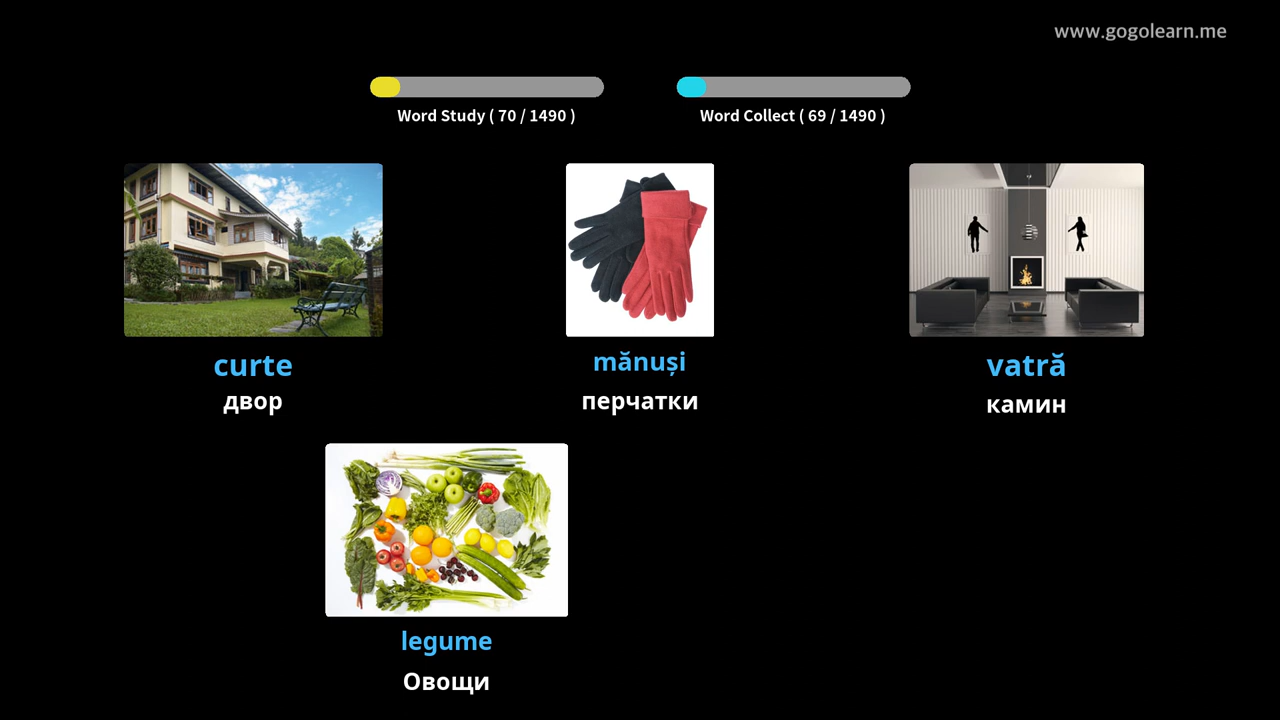 www.gogolearn.me
Word Study ( 70 / 1490 )
Word Collect ( 69 / 1490 )
curte
двор
mănuși
перчатки
vatră
камин
legume
Овощи